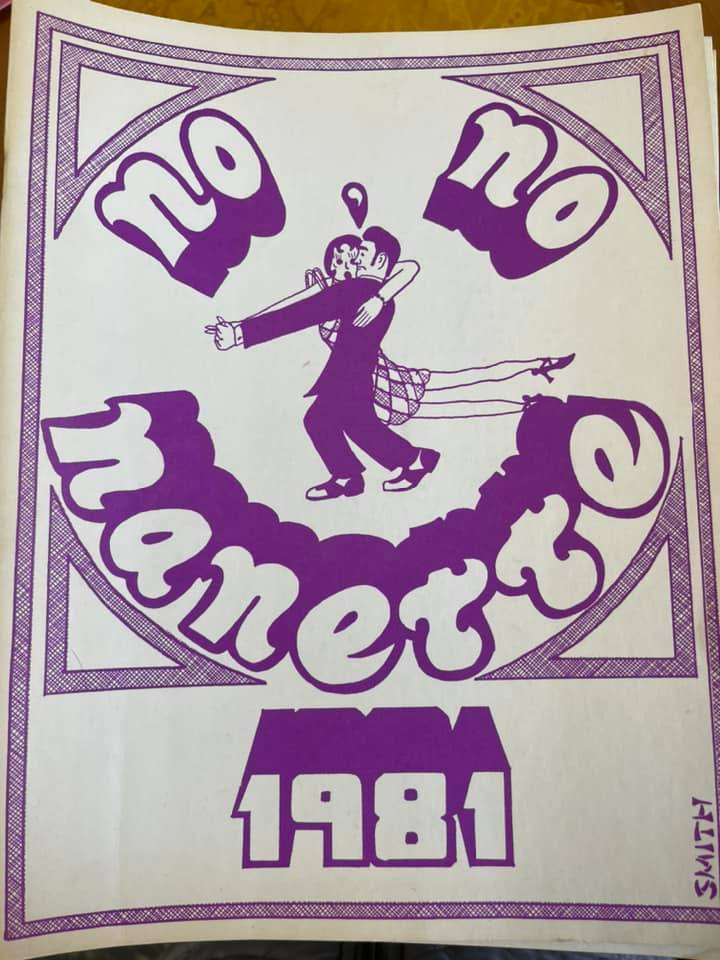 no, no
nanette
1981
SMITH